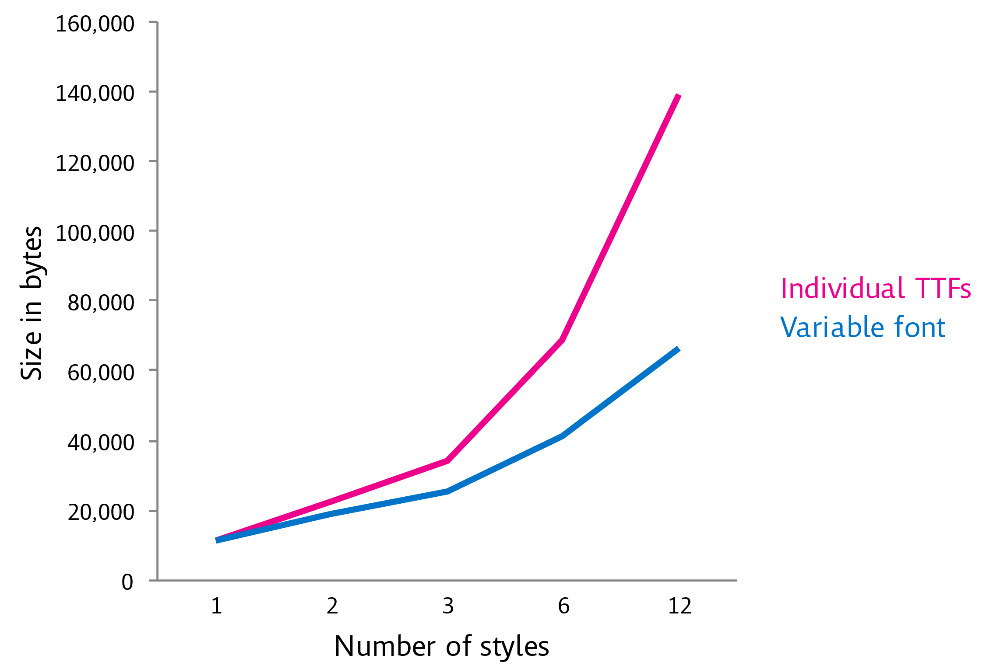 160,000
140,000
120,000
100,000
80,000
60,000
40,000
20,000
0
Size in bytes
1 2 3 6 12
Number of styles
Individual TTFs
Variable font